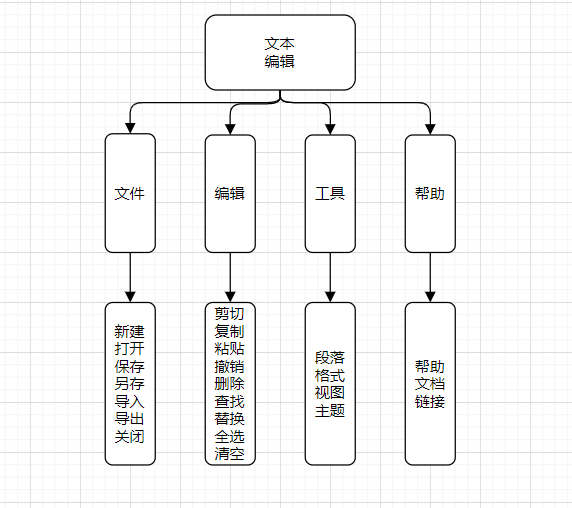 文本
编辑
文件
编辑
工具
帮助
新建
打开
保存
另存
导入
导出
关闭
剪切
复制
粘贴
撤销
删除
查找
替换
全选
清空
段落
格式
视图
主题
帮助
文档
链接